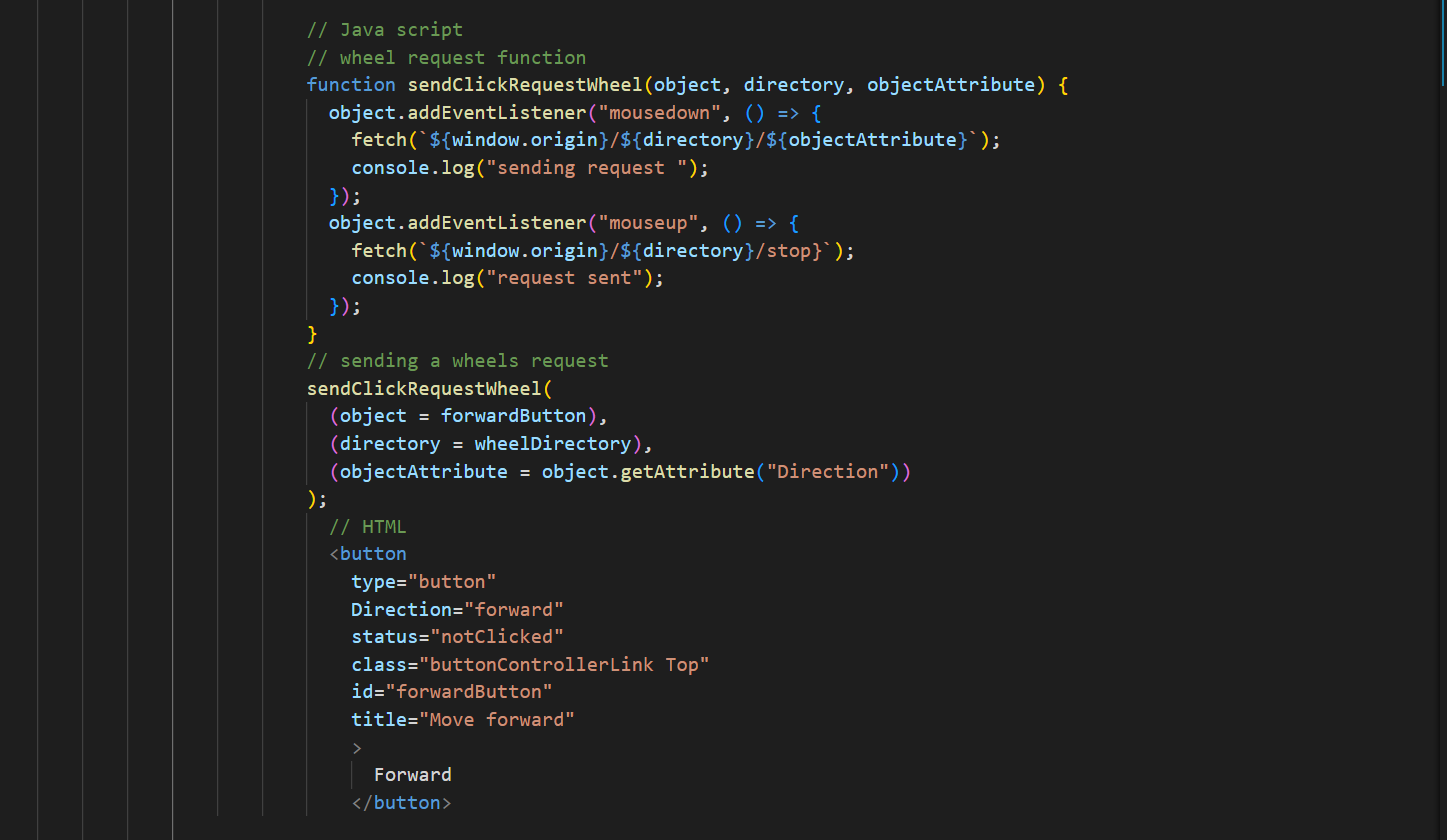 // Java script
// wheel request function
function sendClickRequestWheel(object, directory, objectAttribute) {
object.addEventListener("mousedown", () => {
fetch(`${window.origin}/${directory}/${objectAttribute}`);
console.log("sending request ");
});
object.addEventListener("mouseup", () => {
fetch(`${window.origin}/${directory}/stop}`);
console.log("request sent");
});
}
// sending a wheels request
sendClickRequestWheel(
(object = forwardButton),
(directory = wheelDirectory),
(objectAttribute = object.getAttribute("Direction"))
);
// HTML
<button
type="button"
Direction="forward"
status="notClicked"
class="buttonControllerLink Top"
id="forwardButton"
title="Move forward"
>
Forward
</button>